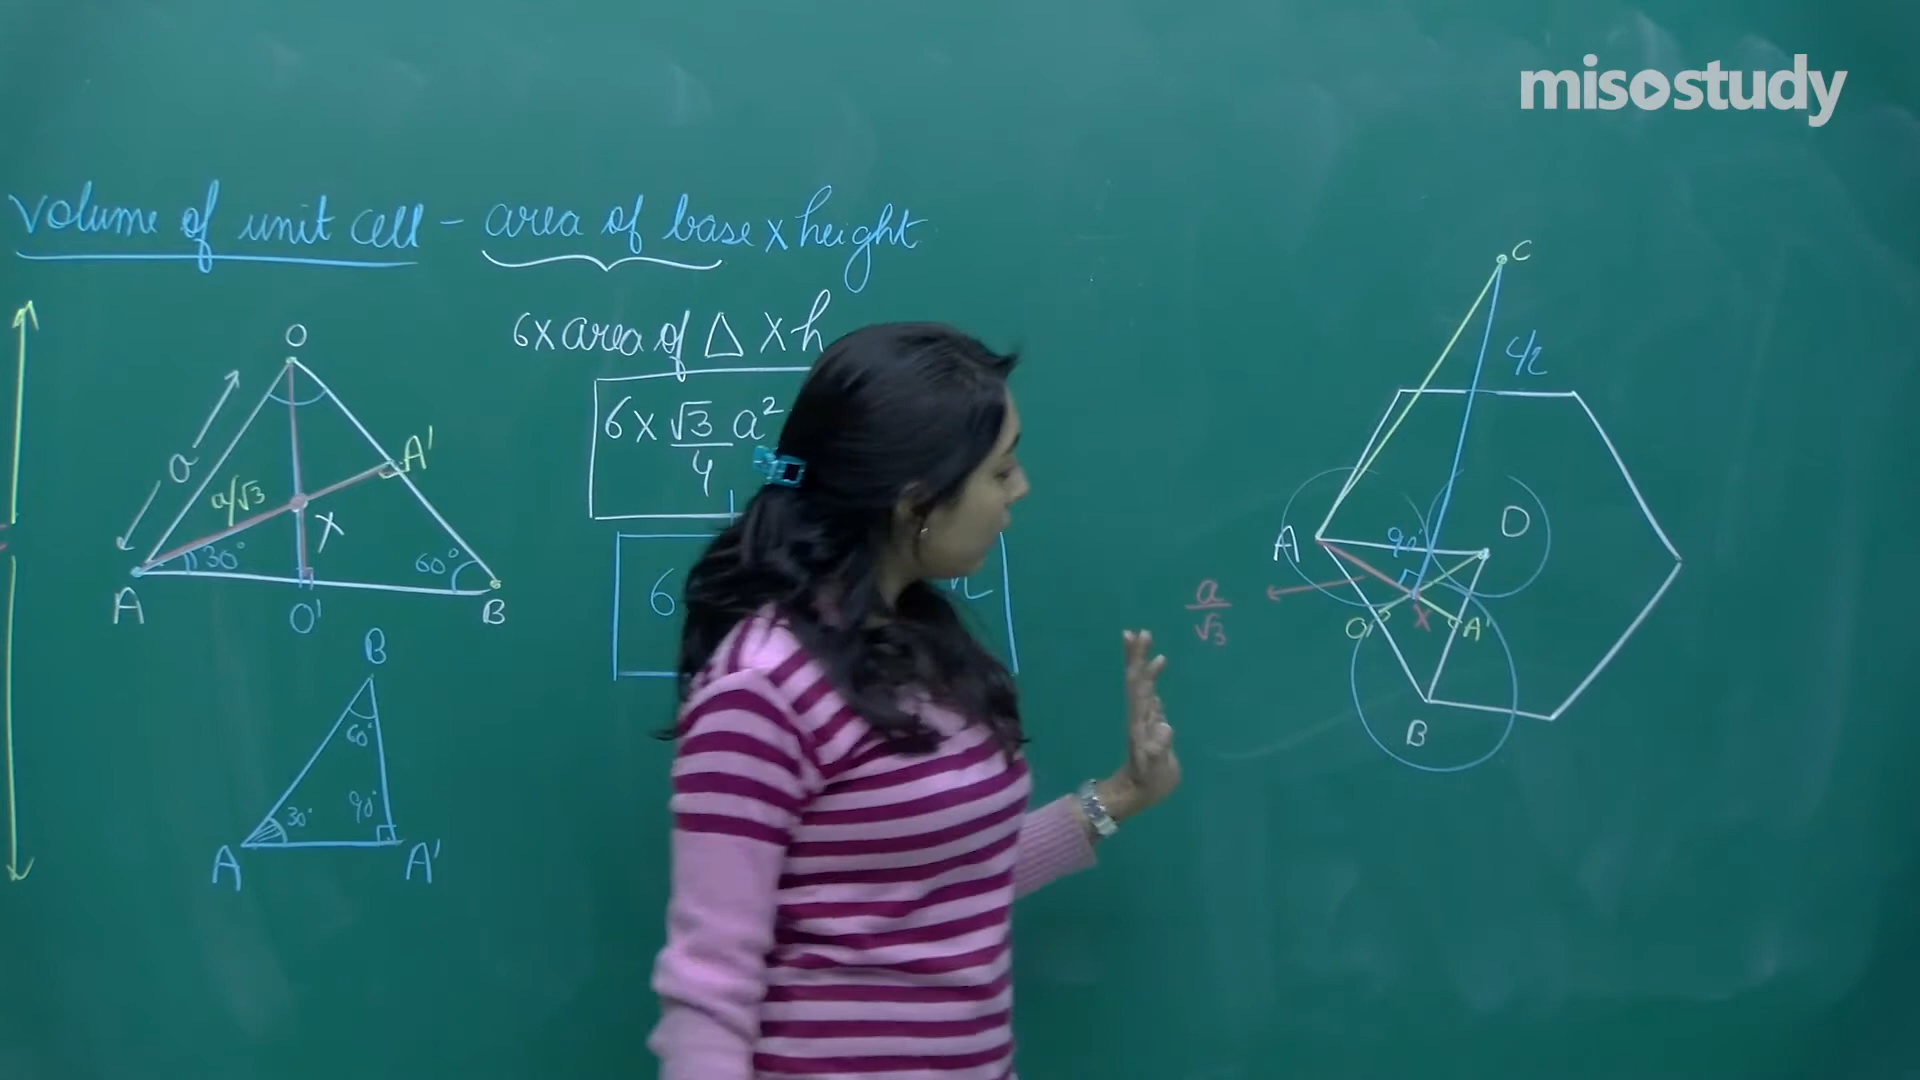 misostudy
volume of unit cell - area of base x height
6 x area of △ x h
6 x √3/4 a²
6
O
a
A'
a/√3
X
30°
60°
A
O'
B
B
60°
30°
90°
A
A'
C
c/2
A
90°
O
a/√3
O'
X
A'
B